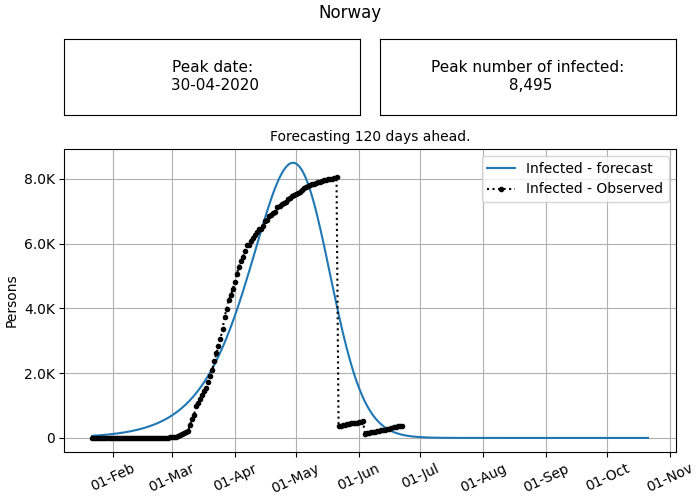 Norway
Peak date:
30-04-2020
Peak number of infected:
8,495
Forecasting 120 days ahead.
Infected - forecast
Infected - Observed
Persons
8.0K
6.0K
4.0K
2.0K
0
01-Feb
01-Mar
01-Apr
01-May
01-Jun
01-Jul
01-Aug
01-Sep
01-Oct
01-Nov